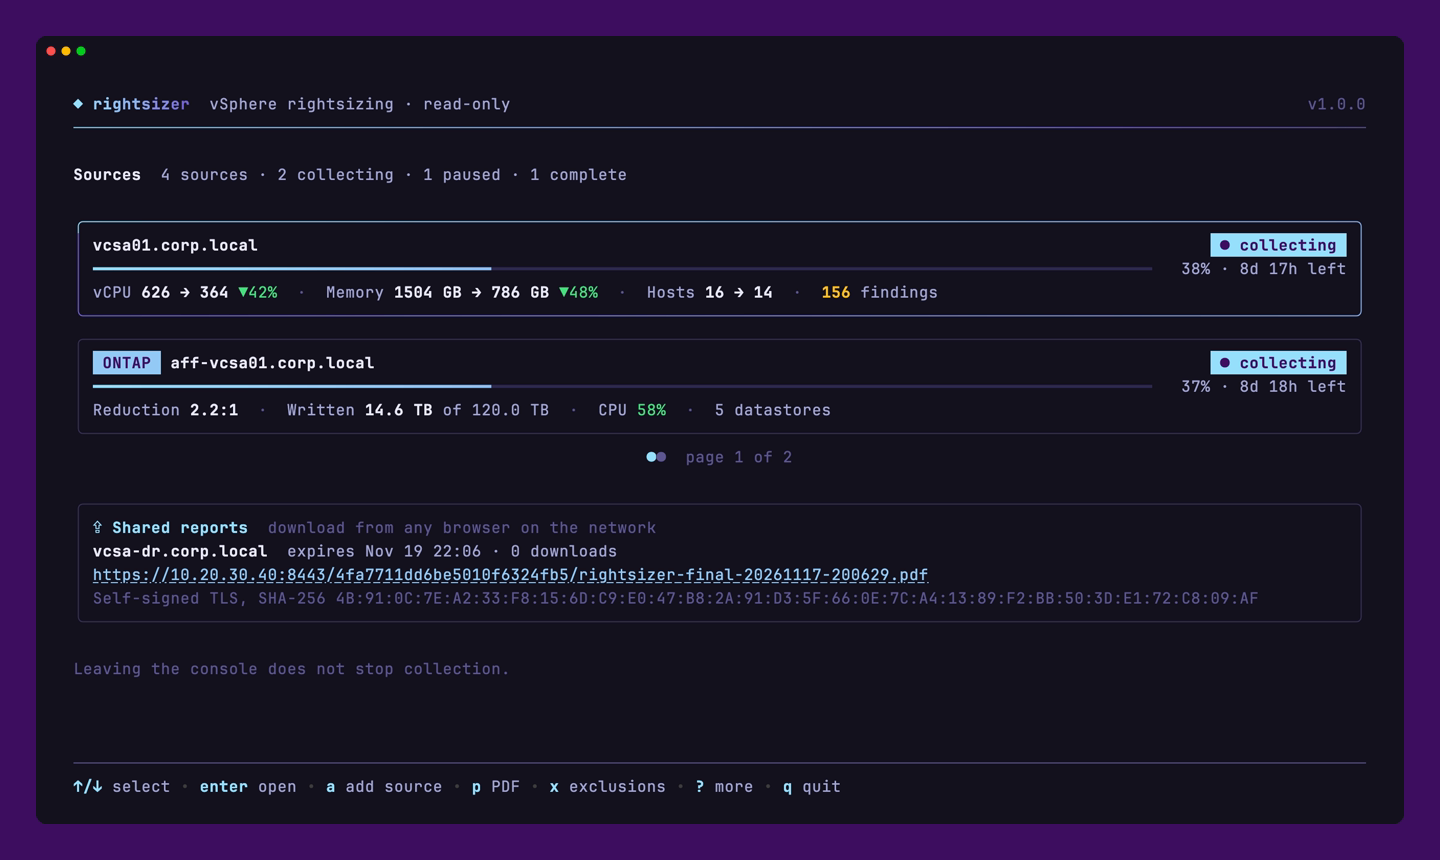 ◆ rightsizer vSphere rightsizing · read-only v1.0.0
Sources 4 sources · 2 collecting · 1 paused · 1 complete
vcsa01.corp.local ● collecting
38% · 8d 17h left
vCPU 626 → 364 ▼42% · Memory 1504 GB → 786 GB ▼48% · Hosts 16 → 14 · 156 findings
ONTAP aff-vcsa01.corp.local ● collecting
37% · 8d 18h left
Reduction 2.2:1 · Written 14.6 TB of 120.0 TB · CPU 58% · 5 datastores
●● page 1 of 2
⇪ Shared reports download from any browser on the network
vcsa-dr.corp.local expires Nov 19 22:06 · 0 downloads
https://10.20.30.40:8443/4fa7711dd6be5010f6324fb5/rightsizer-final-20261117-200629.pdf
Self-signed TLS, SHA-256 4B:91:0C:7E:A2:33:F8:15:6D:C9:E0:47:B8:2A:91:D3:5F:66:0E:7C:A4:13:89:F2:BB:50:3D:E1:72:C8:09:AF
Leaving the console does not stop collection.
↑/↓ select · enter open · a add source · p PDF · x exclusions · ? more · q quit